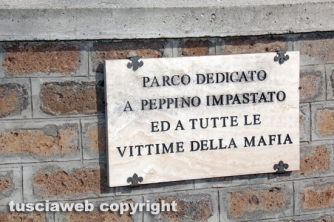 PARCO DEDICATO
A PEPPINO IMPASTATO
ED A TUTTE LE
VITTIME DELLA MAFIA
tusciaweb copyright